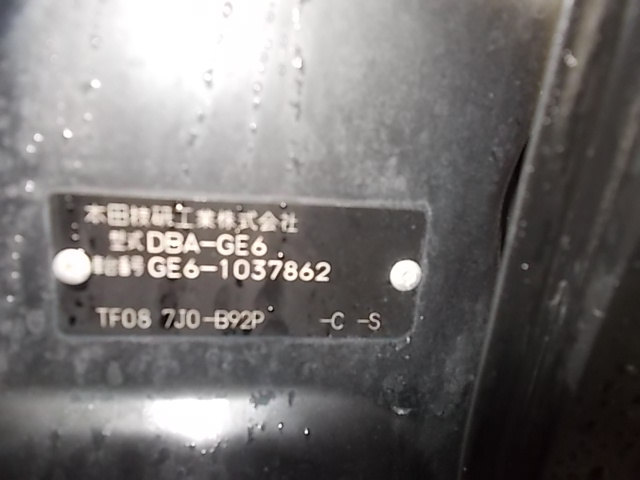 本田技研工業株式会社
型式 DBA-GE6
車台番号 GE6-1037862
TF08 7J0-B92P -C -S